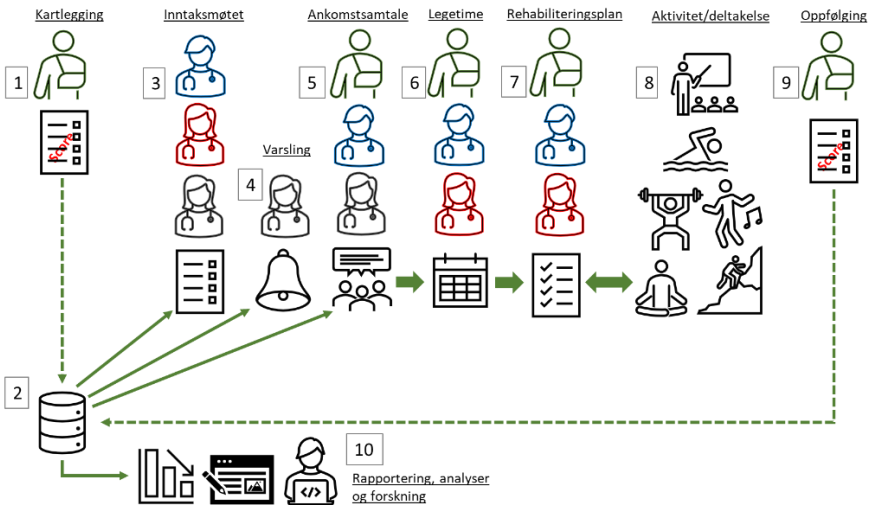 Kartlegging
Inntaksmøtet
Ankomstsamtale
Legetime
Rehabiliteringsplan
Aktivitet/deltakelse
Oppfølging
1
3
5
6
7
8
9
Score
Score
Varsling
4
2
10
Rapportering, analyser
og forskning